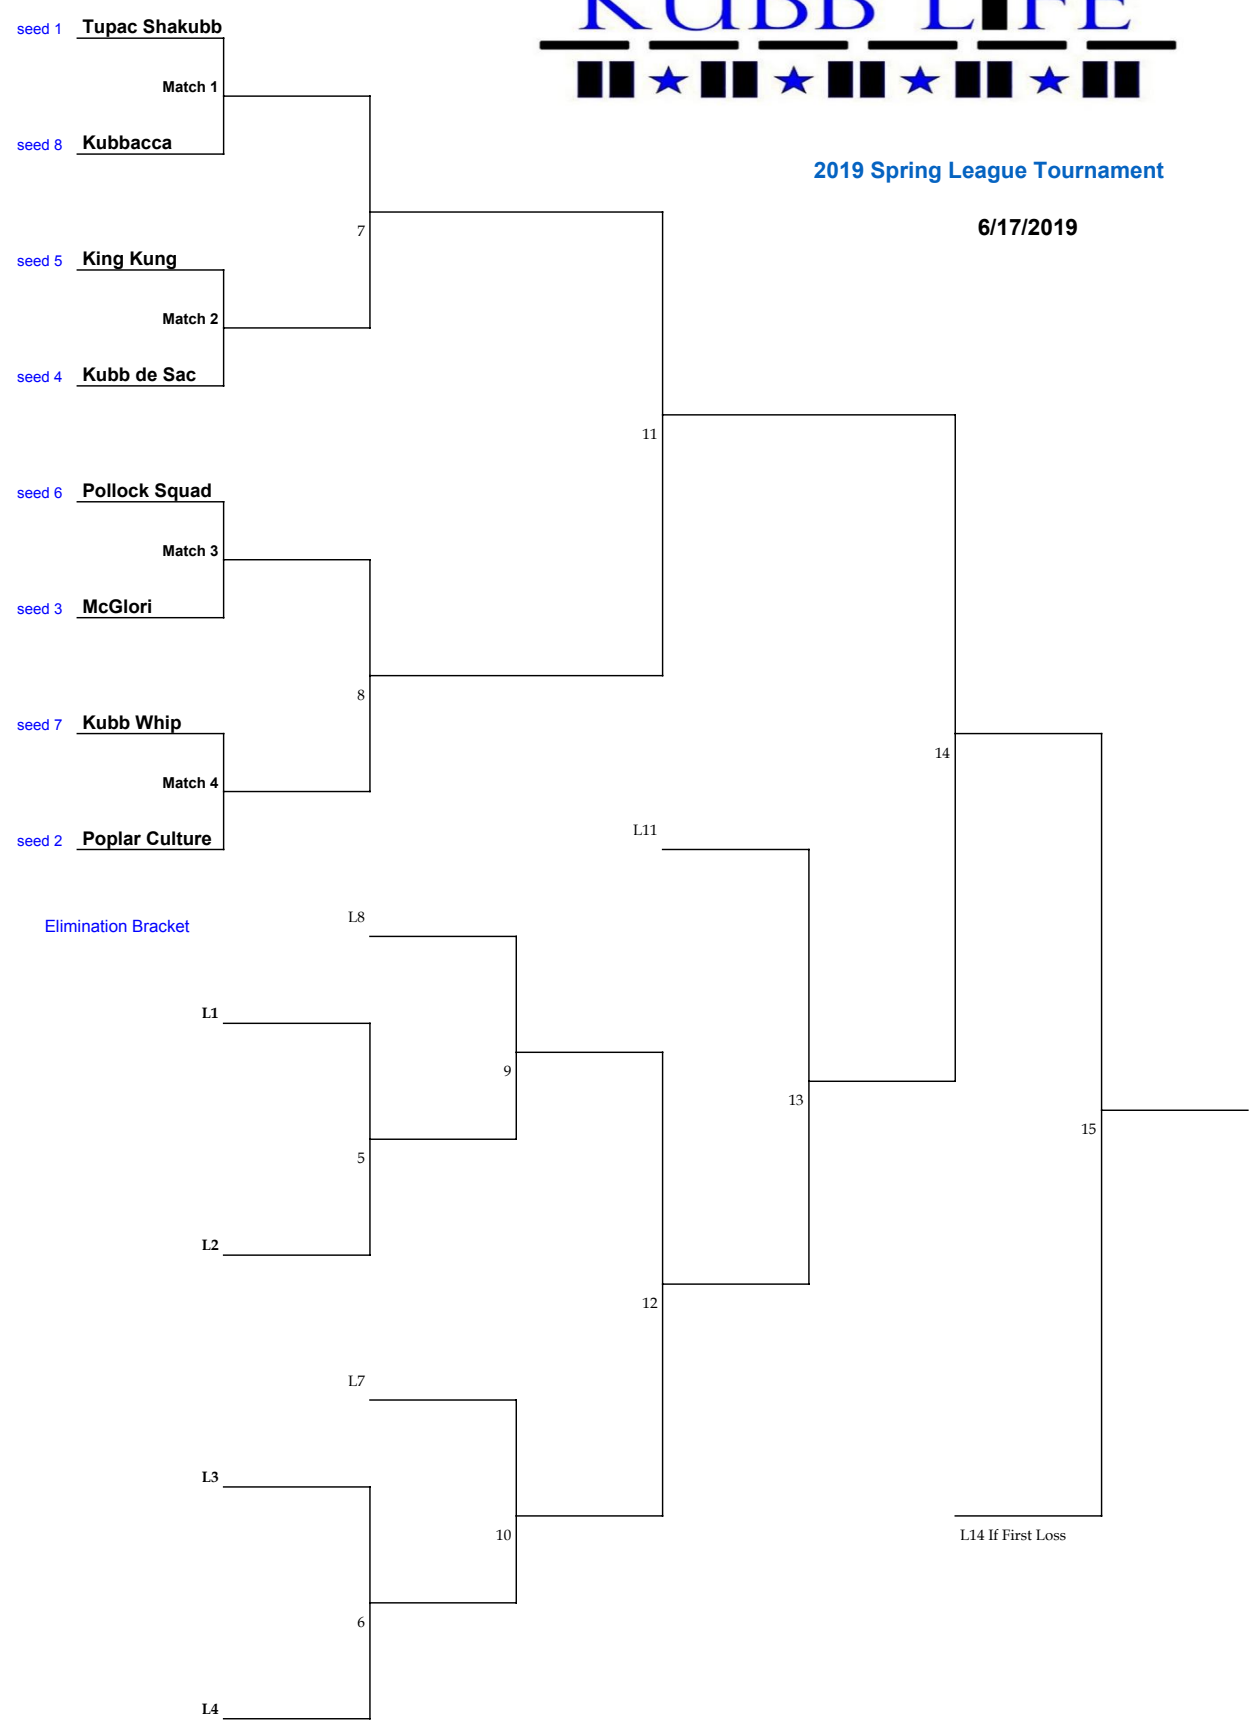 KUBB LIFE
seed 1 Tupac Shakubb
Match 1
seed 8 Kubbacca
2019 Spring League Tournament
6/17/2019
7
seed 5 King Kung
Match 2
seed 4 Kubb de Sac
11
seed 6 Pollock Squad
Match 3
seed 3 McGlori
8
seed 7 Kubb Whip
14
Match 4
L11
seed 2 Poplar Culture
L8
Elimination Bracket
L1
9
13
15
5
L2
12
L7
L3
10
L14 If First Loss
6
L4